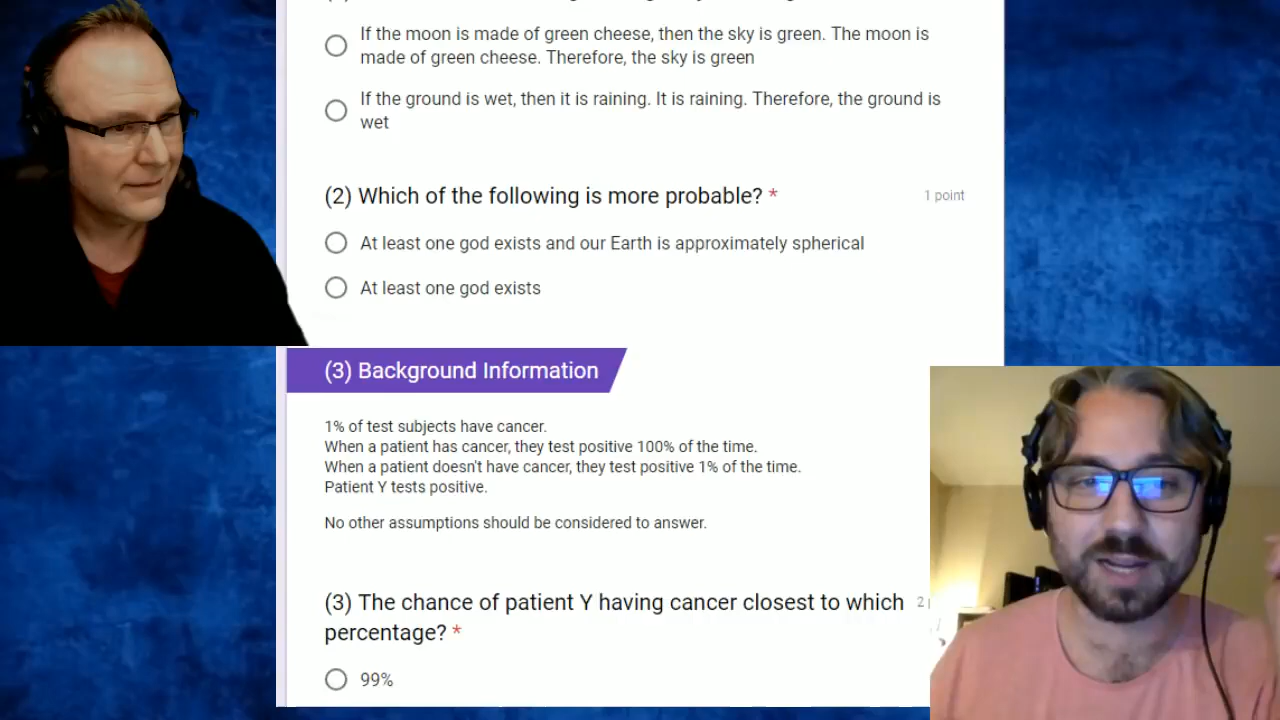 If the moon is made of green cheese, then the sky is green. The moon is
made of green cheese. Therefore, the sky is green
If the ground is wet, then it is raining. It is raining. Therefore, the ground is
wet
(2) Which of the following is more probable? *
1 point
At least one god exists and our Earth is approximately spherical
At least one god exists
(3) Background Information
1% of test subjects have cancer.
When a patient has cancer, they test positive 100% of the time.
When a patient doesn't have cancer, they test positive 1% of the time.
Patient Y tests positive.
No other assumptions should be considered to answer.
(3) The chance of patient Y having cancer closest to which
2
percentage? *
99%